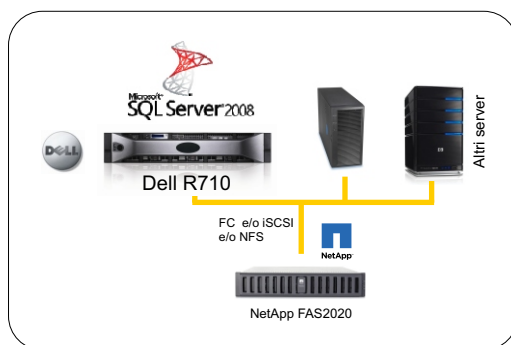 Microsoft
SQL Server 2008
DELL
Dell R710
Altri server
FC e/o iSCSI
e/o NFS
NetApp
NetApp FAS2020